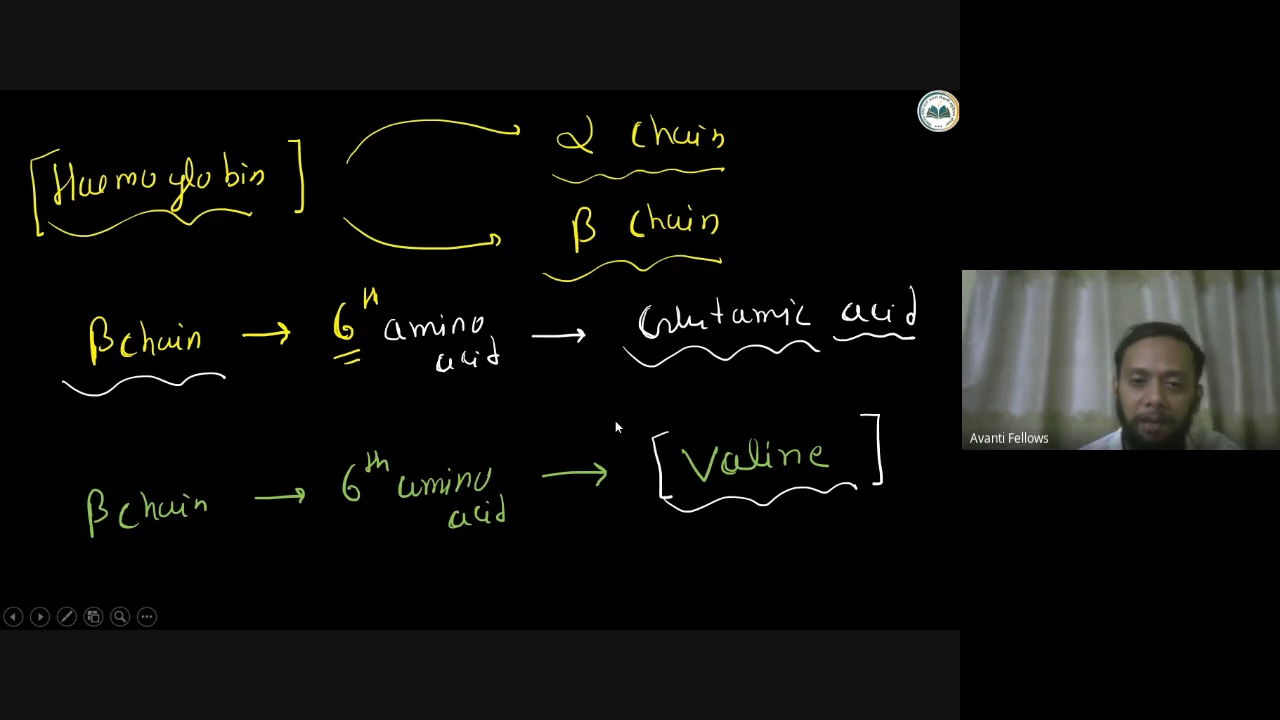 [Haemoglobin]
α chain
β chain
β chain → 6th amino acid → Glutamic acid
β chain → 6th amino acid → [Valine]
Avanti Fellows